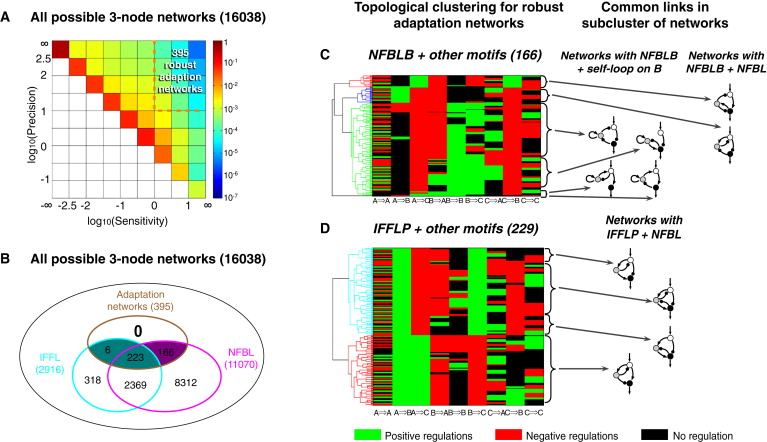 A All possible 3-node networks (16038)
∞
2.5
2
1
0
-1
-∞
log10(Precision)
395
robust
adaption
networks
-∞ -2.5 -2 -1 0 1 ∞
log10(Sensitivity)
1
10-1
10-2
10-3
10-4
10-5
10-6
10-7
B All possible 3-node networks (16038)
Adaptation
networks (395)
0
6
223
166
IFFL
(2916)
NFBL
(11070)
318
2369
8312
Topological clustering for robust
adaptation networks
Common links in
subcluster of networks
C NFBLB + other motifs (166)
Networks with NFBLB
+ self-loop on B
Networks with
NFBLB + NFBL
A⇒A A⇒B A⇒C B⇒A B⇒B B⇒C C⇒A C⇒B C⇒C
D IFFLP + other motifs (229)
Networks with
IFFLP + NFBL
A⇒A A⇒B A⇒C B⇒A B⇒B B⇒C C⇒A C⇒B C⇒C
Positive regulations
Negative regulations
No regulation